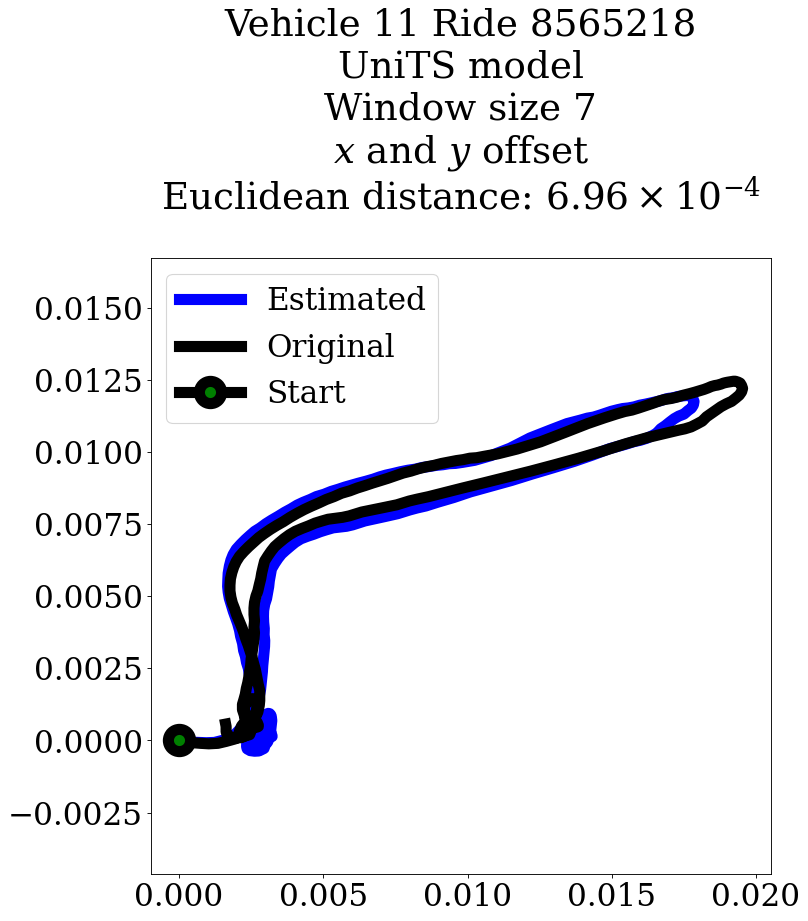 Vehicle 11 Ride 8565218
UniTS model
Window size 7
x and y offset
Euclidean distance: 6.96 × 10⁻⁴
Estimated
Original
Start
0.0150
0.0125
0.0100
0.0075
0.0050
0.0025
0.0000
−0.0025
0.000 0.005 0.010 0.015 0.020